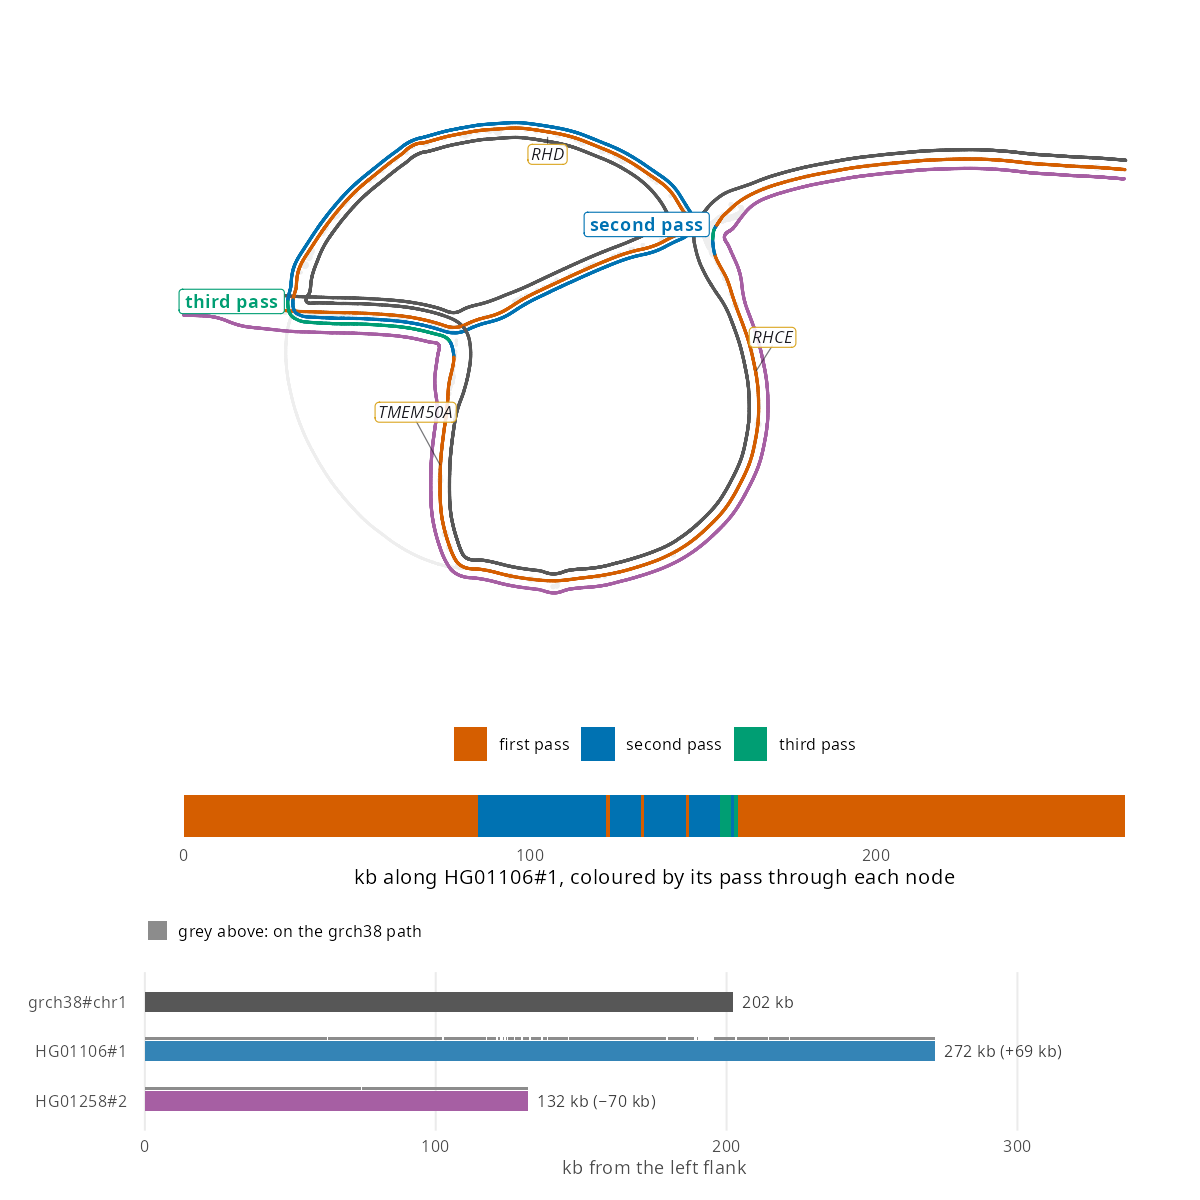 RHD
second pass
third pass
RHCE
TMEM50A
first pass
second pass
third pass
0
100
200
kb along HG01106#1, coloured by its pass through each node
grey above: on the grch38 path
grch38#chr1
202 kb
HG01106#1
272 kb (+69 kb)
HG01258#2
132 kb (−70 kb)
0
100
200
300
kb from the left flank